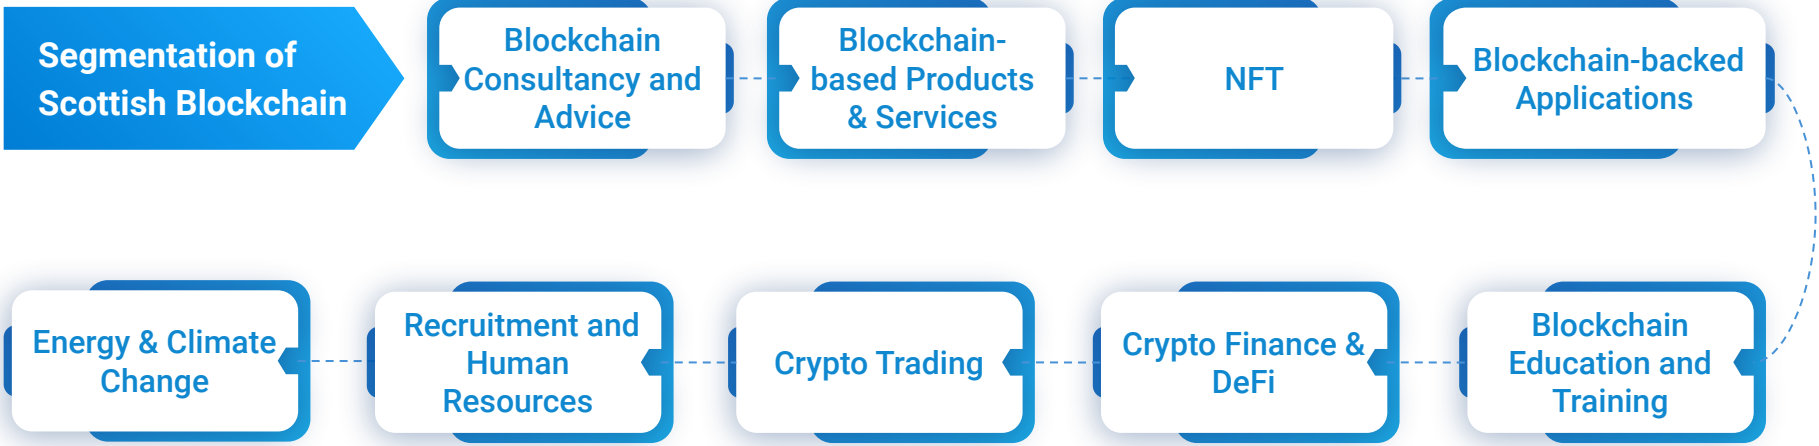 Segmentation of
Scottish Blockchain
Blockchain
Consultancy and
Advice
Blockchain-
based Products
& Services
NFT
Blockchain-backed
Applications
Blockchain
Education and
Training
Crypto Finance &
DeFi
Crypto Trading
Recruitment and
Human
Resources
Energy & Climate
Change